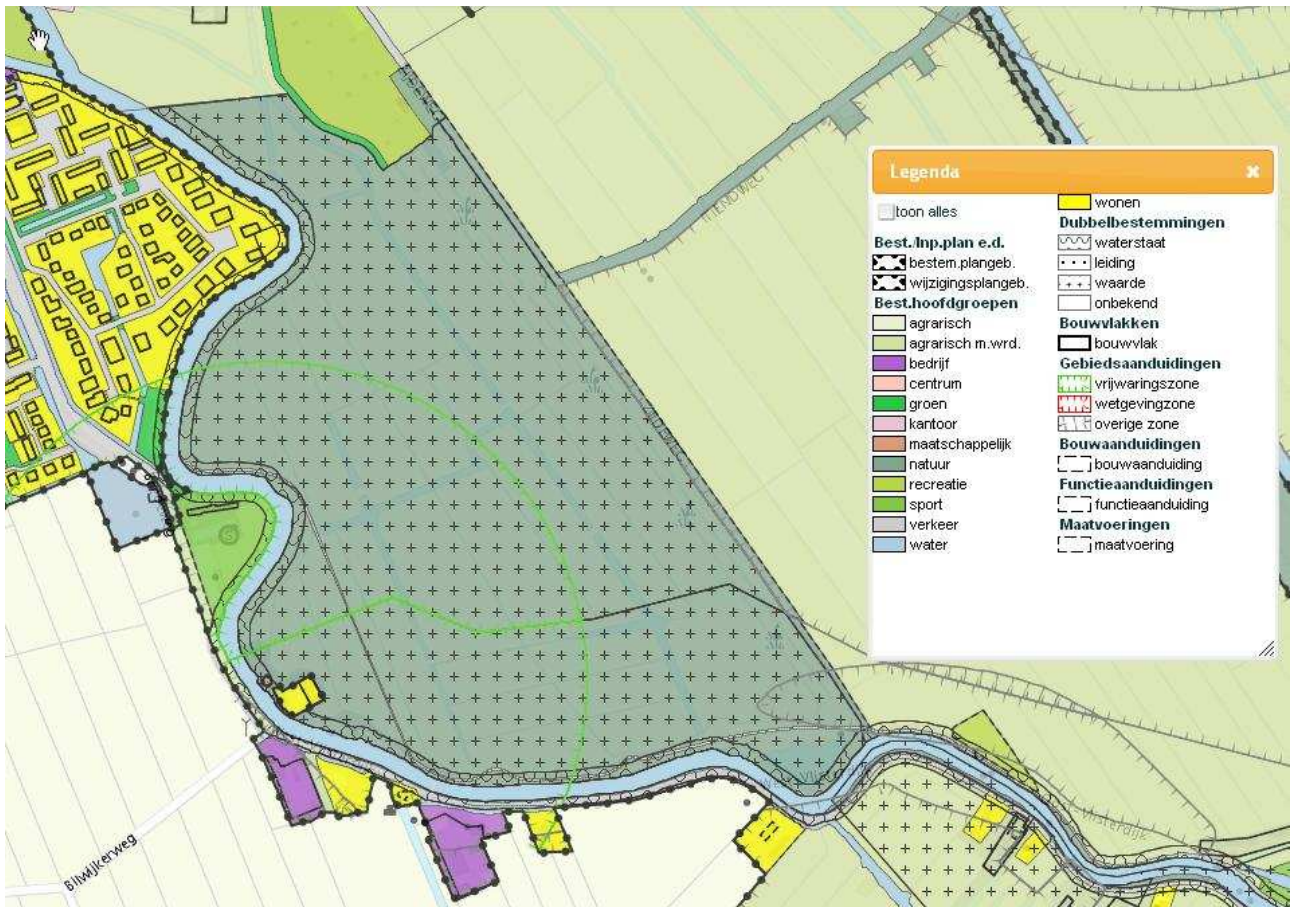 Legenda
toon alles
Best./Inp.plan e.d.
bestem.plangeb.
wijzigingsplangeb.
Best.hoofdgroepen
agrarisch
agrarisch m.wrd.
bedrijf
centrum
groen
kantoor
maatschappelijk
natuur
recreatie
sport
verkeer
water
wonen
Dubbelbestemmingen
waterstaat
leiding
waarde
onbekend
Bouwvlakken
bouwvlak
Gebiedsaanduidingen
vrijwaringszone
wetgevingzone
overige zone
Bouwaanduidingen
bouwaanduiding
Functieaanduidingen
functieaanduiding
Maatvoeringen
maatvoering
TIENDWEG
S
Bilwijkerweg